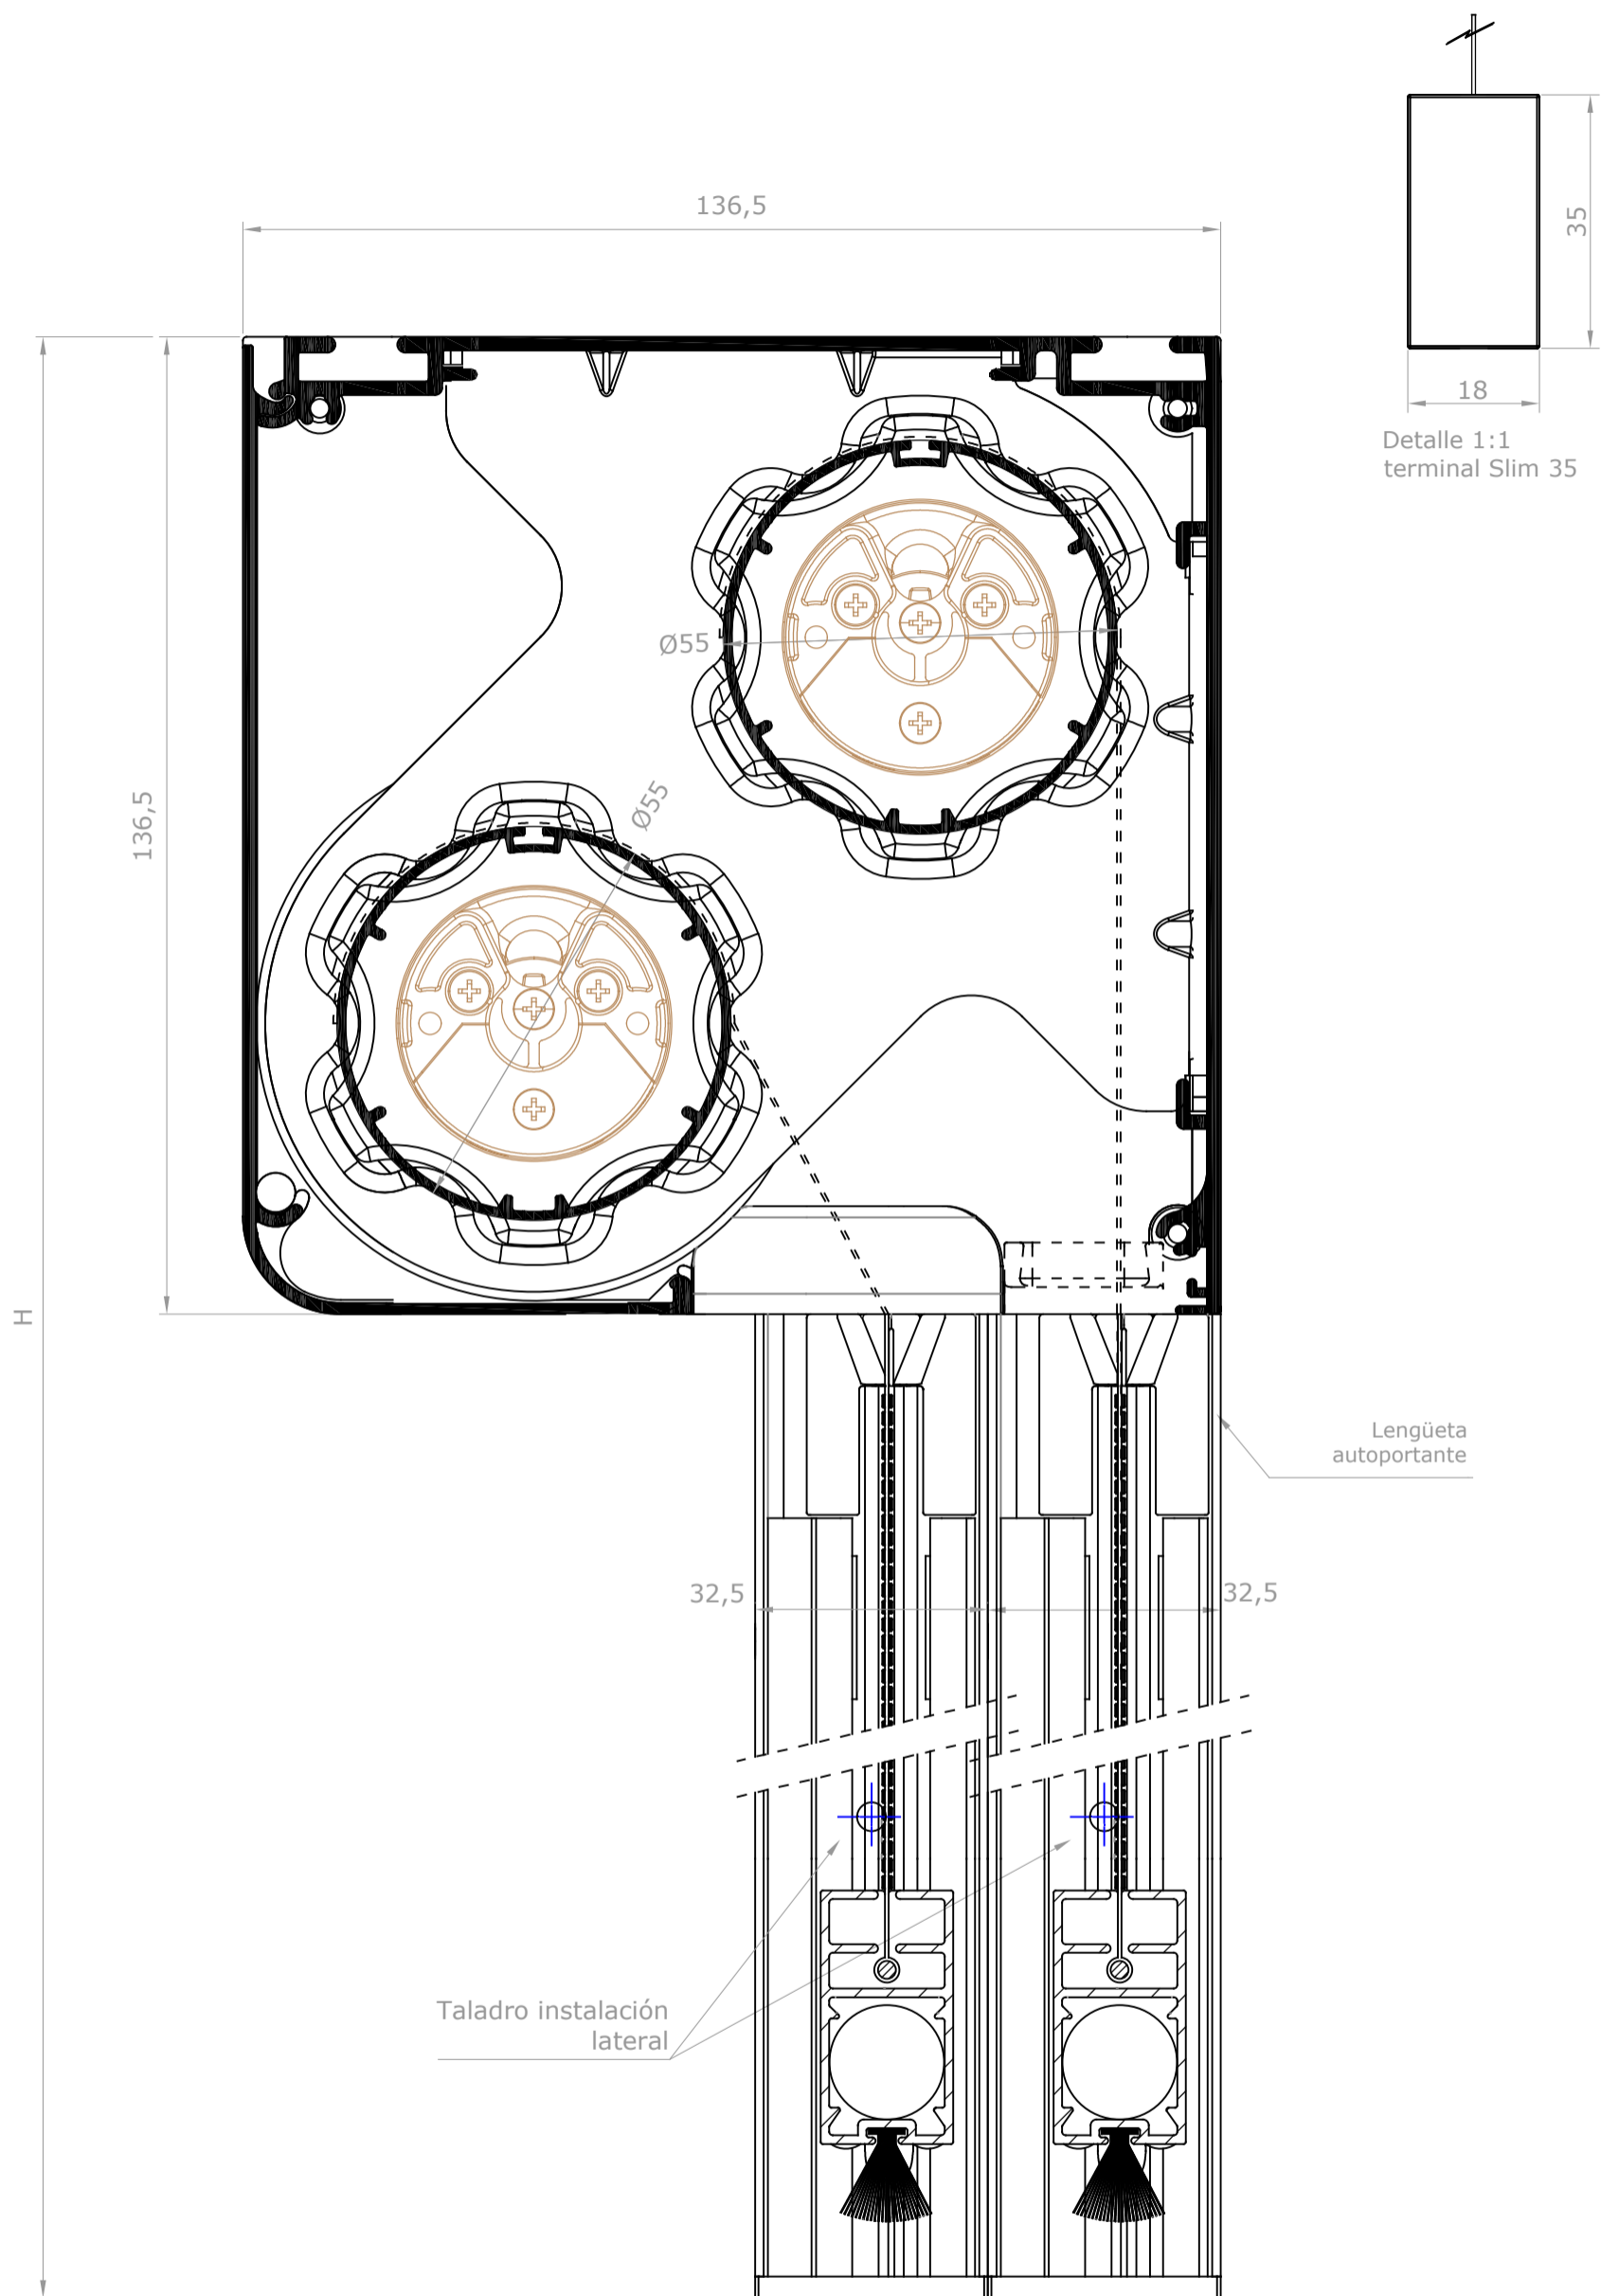 136,5
35
18
Detalle 1:1
terminal Slim 35
Ø55
Ø55
136,5
H
Lengüeta
autoportante
32,5
32,5
Taladro instalación
lateral